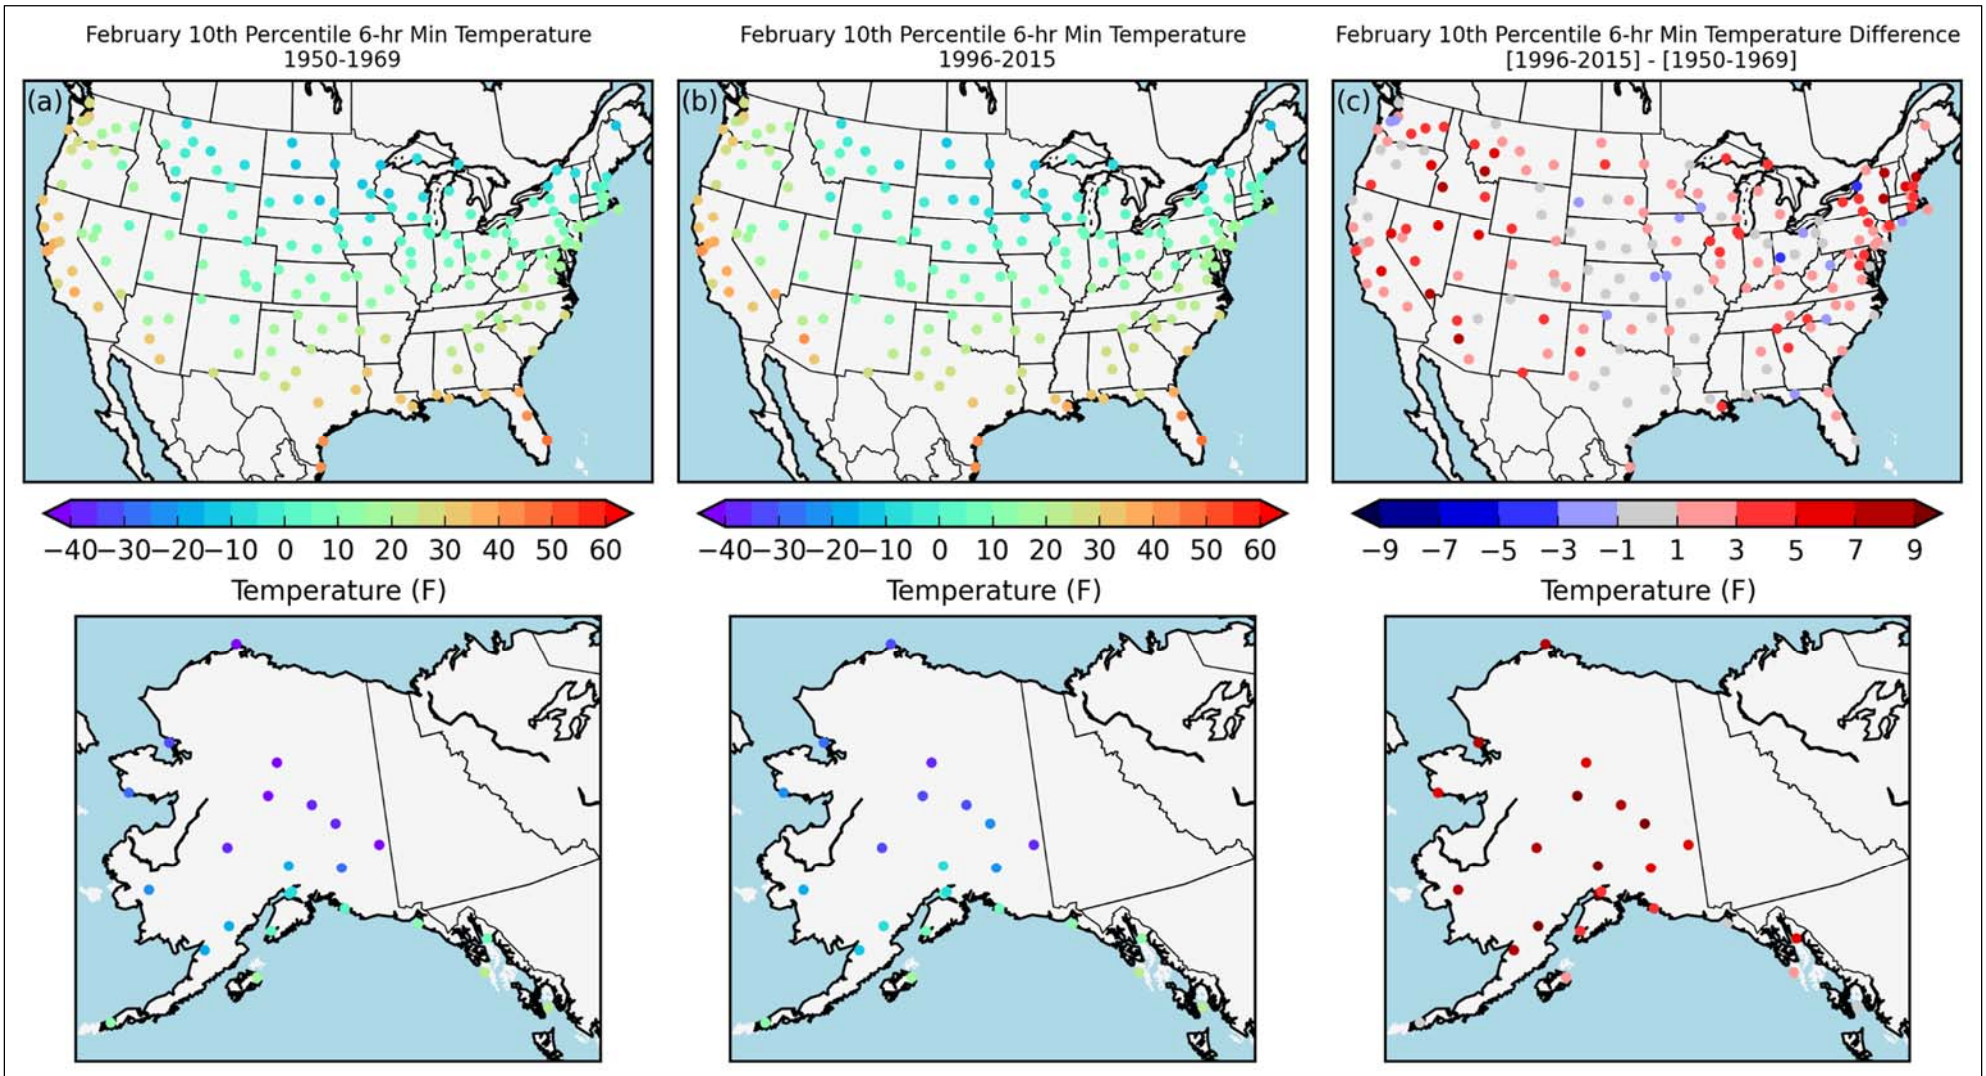 February 10th Percentile 6-hr Min Temperature
1950-1969
(a)
−40 −30 −20 −10 0 10 20 30 40 50 60
Temperature (F)
February 10th Percentile 6-hr Min Temperature
1996-2015
(b)
−40 −30 −20 −10 0 10 20 30 40 50 60
Temperature (F)
February 10th Percentile 6-hr Min Temperature Difference
[1996-2015] - [1950-1969]
(c)
−9 −7 −5 −3 −1 1 3 5 7 9
Temperature (F)